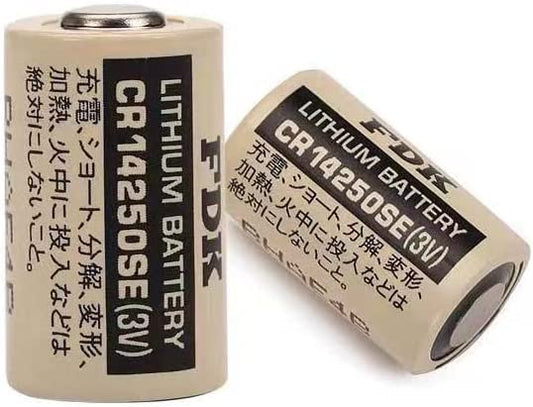 FDK
LITHIUM BATTERY
CR14250SE(3V)
充電、ショート、分解、変形、
加熱、火中に投入などは
絶対にしないこと。
FDK
LITHIUM BATTERY
CR14250SE(3V)
充電、ショート、分解、変形、
加熱、火中に投入などは
絶対にしないこと。